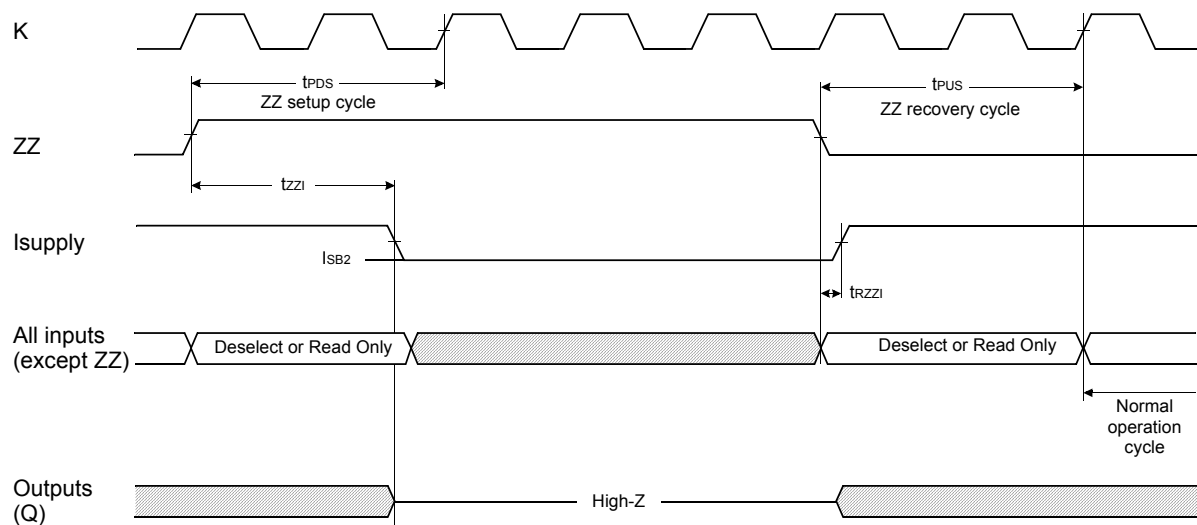 K
tPDS
ZZ setup cycle
tPUS
ZZ recovery cycle
ZZ
tZZI
Isupply
ISB2
tRZZI
All inputs
(except ZZ)
Deselect or Read Only
Deselect or Read Only
Normal
operation
cycle
Outputs
(Q)
High-Z